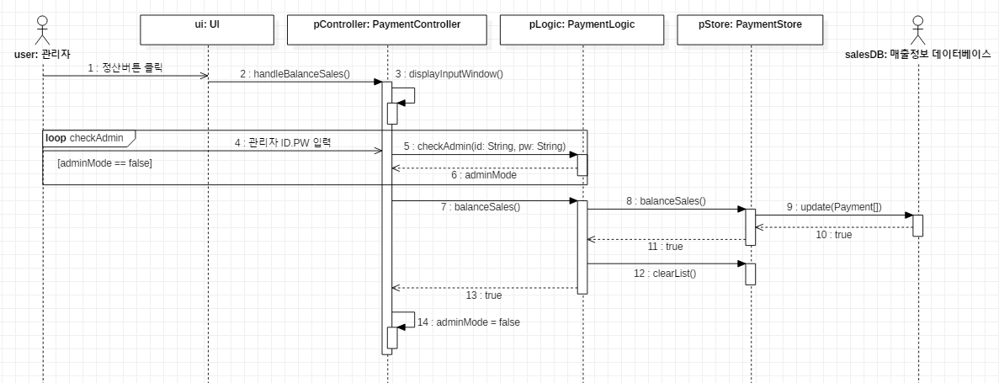 ui: UI
pController: PaymentController
pLogic: PaymentLogic
pStore: PaymentStore
user: 관리자
salesDB: 매출정보 데이터베이스
1 : 정산버튼 클릭
2 : handleBalanceSales()
3 : displayInputWindow()
loop checkAdmin
4 : 관리자 ID.PW 입력
5 : checkAdmin(id: String, pw: String)
[adminMode == false]
6 : adminMode
7 : balanceSales()
8 : balanceSales()
9 : update(Payment[])
10 : true
11 : true
12 : clearList()
13 : true
14 : adminMode = false